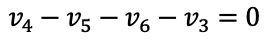 v₄ − v₅ − v₆ − v₃ = 0